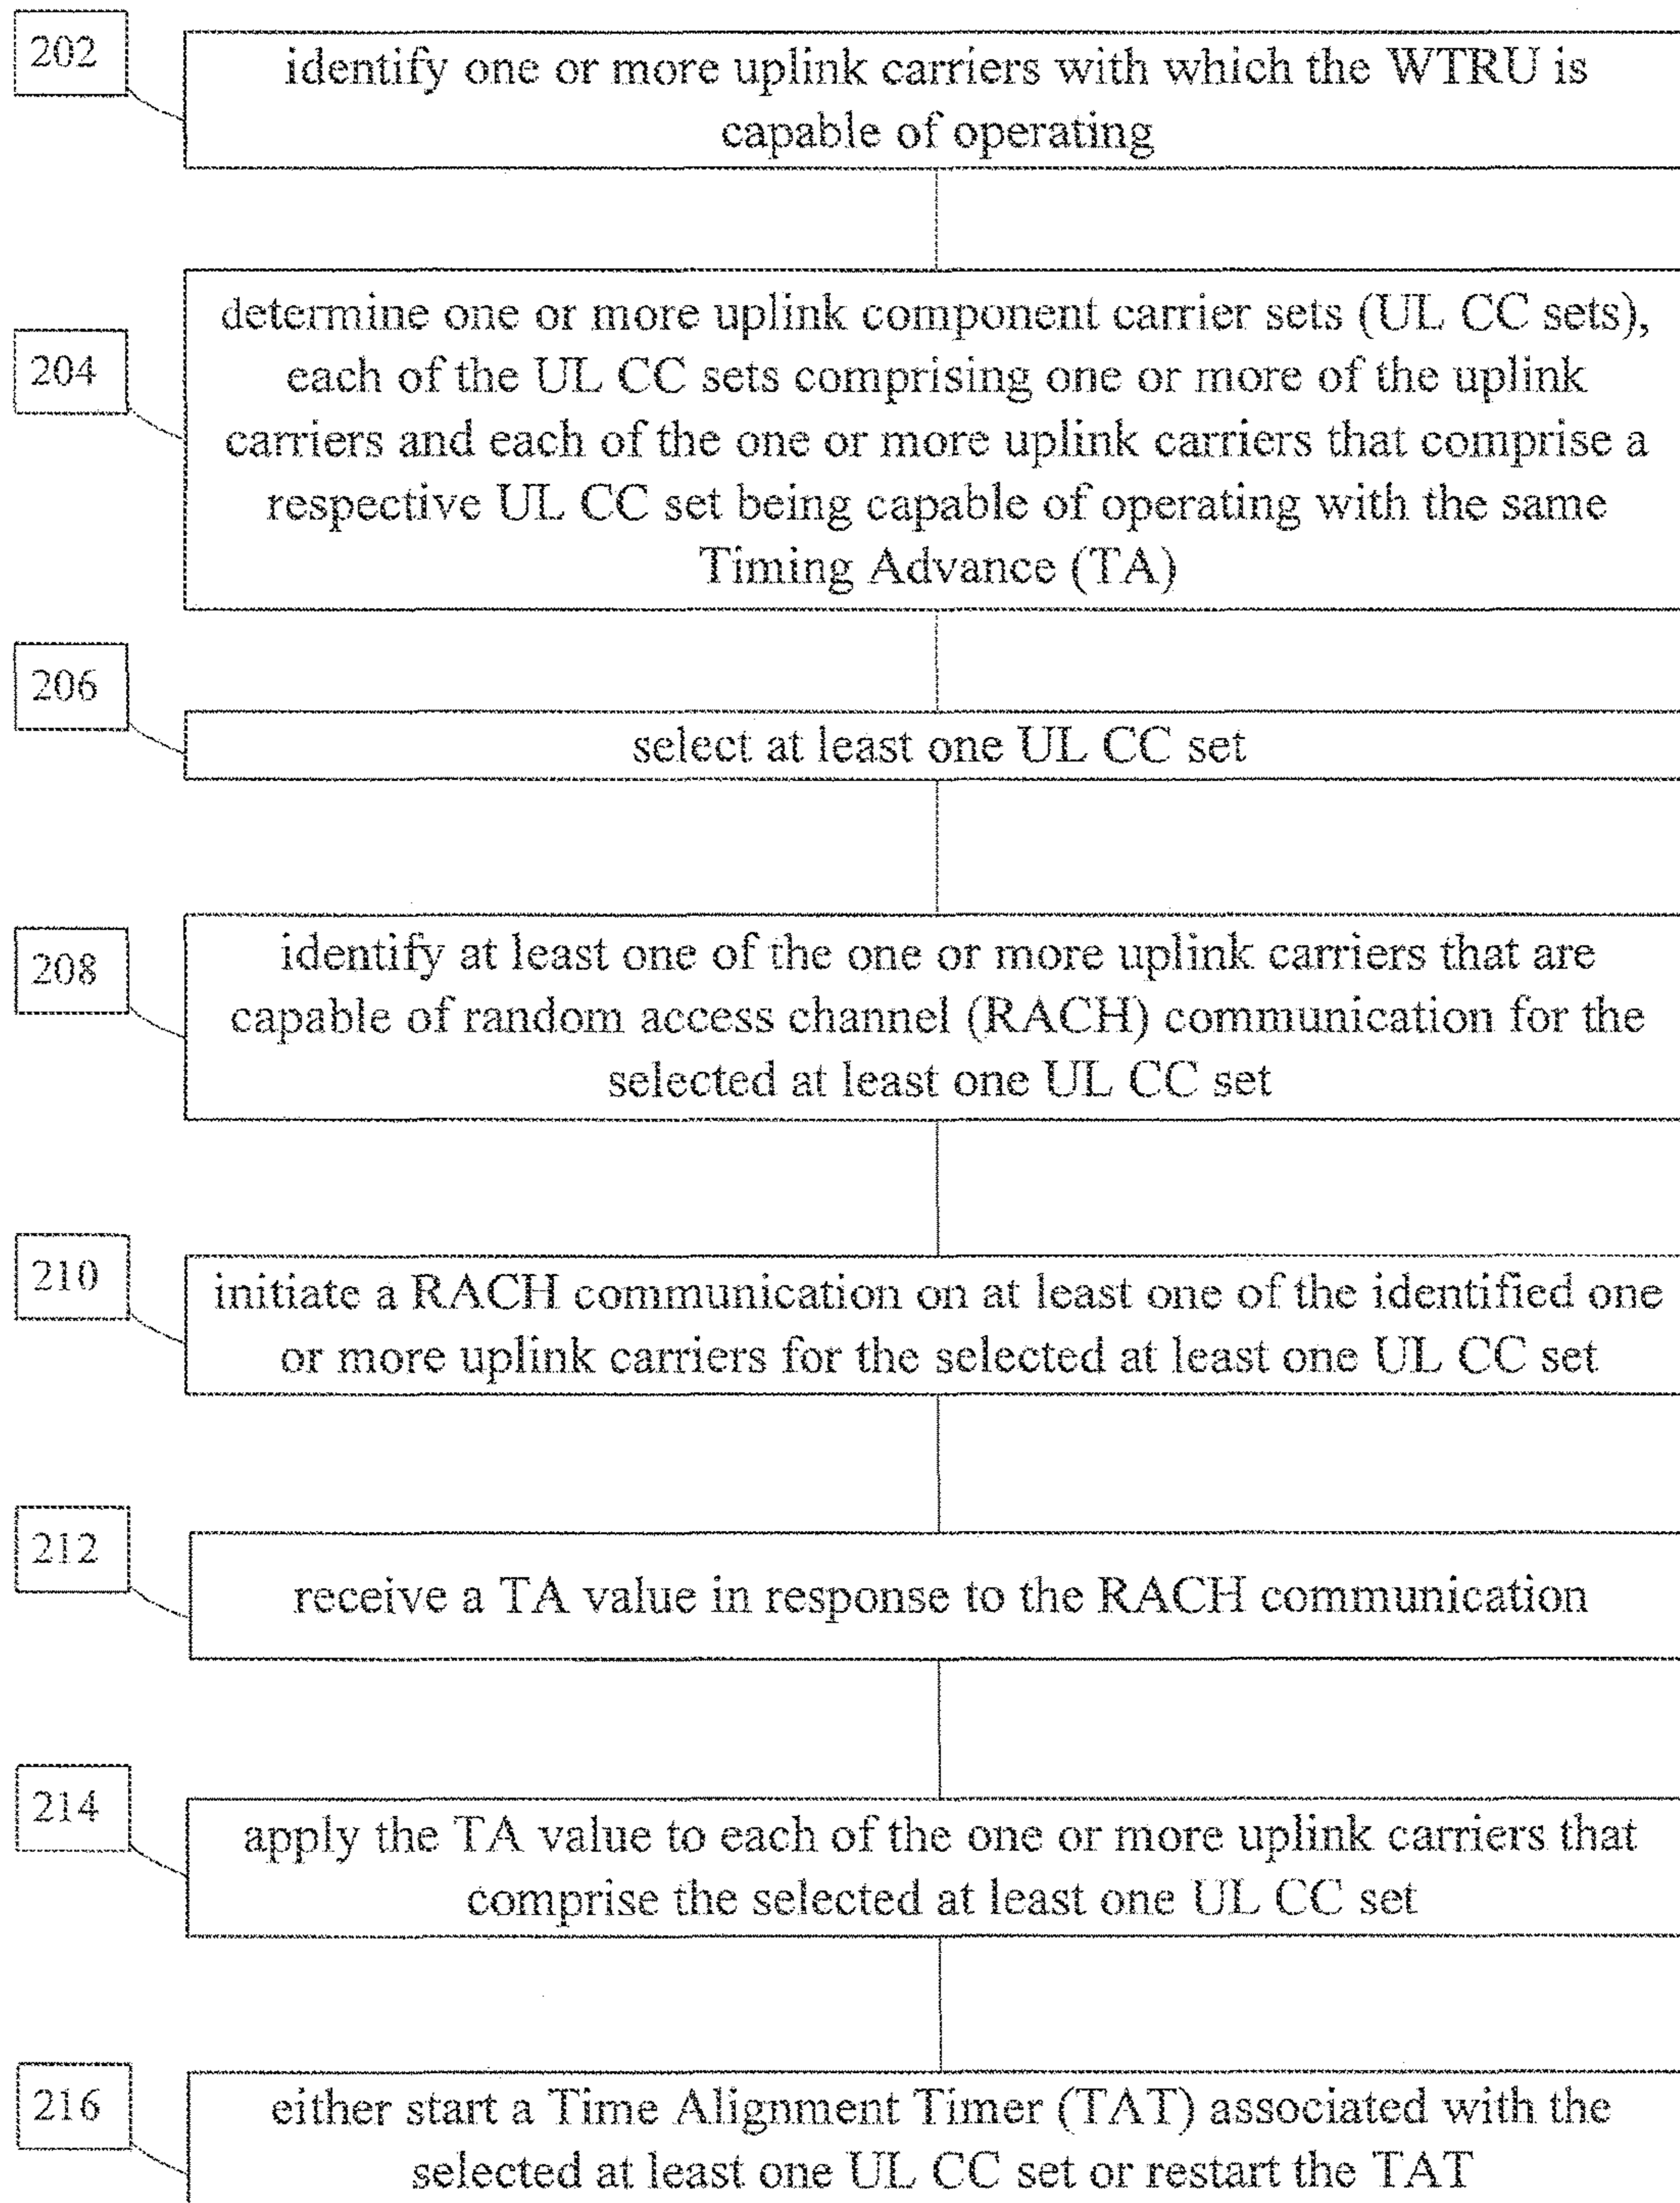 202
identify one or more uplink carriers with which the WTRU is
capable of operating
204
determine one or more uplink component carrier sets (UL CC sets),
each of the UL CC sets comprising one or more of the uplink
carriers and each of the one or more uplink carriers that comprise a
respective UL CC set being capable of operating with the same
Timing Advance (TA)
206
select at least one UL CC set
208
identify at least one of the one or more uplink carriers that are
capable of random access channel (RACH) communication for the
selected at least one UL CC set
210
initiate a RACH communication on at least one of the identified one
or more uplink carriers for the selected at least one UL CC set
212
receive a TA value in response to the RACH communication
214
apply the TA value to each of the one or more uplink carriers that
comprise the selected at least one UL CC set
216
either start a Time Alignment Timer (TAT) associated with the
selected at least one UL CC set or restart the TAT